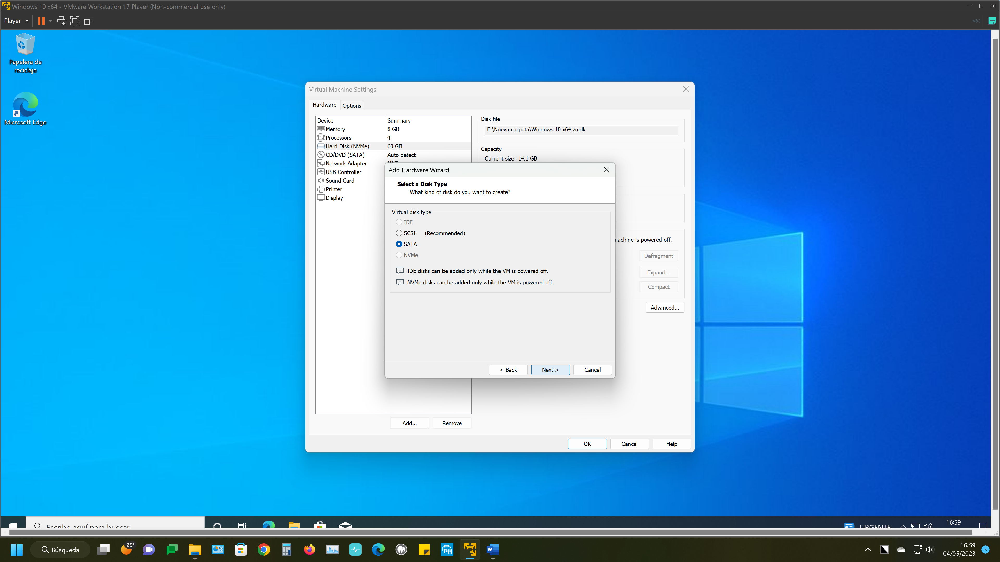 Windows 10 x64 - VMware Workstation 17 Player (Non-commercial use only)
Player
Papelera de
reciclaje
Microsoft Edge
Virtual Machine Settings
Hardware
Options
Device Summary
Memory 8 GB
Processors 4
Hard Disk (NVMe) 60 GB
CD/DVD (SATA) Auto detect
Network Adapter NAT
USB Controller
Sound Card
Printer
Display
Disk file
F:\Nueva carpeta\Windows 10 x64.vmdk
Capacity
Current size: 14.1 GB
Add Hardware Wizard
Select a Disk Type
What kind of disk do you want to create?
Virtual disk type
IDE
SCSI (Recommended)
SATA
NVMe
IDE disks can be added only while the VM is powered off.
NVMe disks can be added only while the VM is powered off.
< Back
Next >
Cancel
machine is powered off.
Defragment
Expand...
Compact
Advanced...
Add...
Remove
OK
Cancel
Help
Escribe aquí para buscar
URGENTE
16:59
Búsqueda
25°
16:59
04/05/2023
5